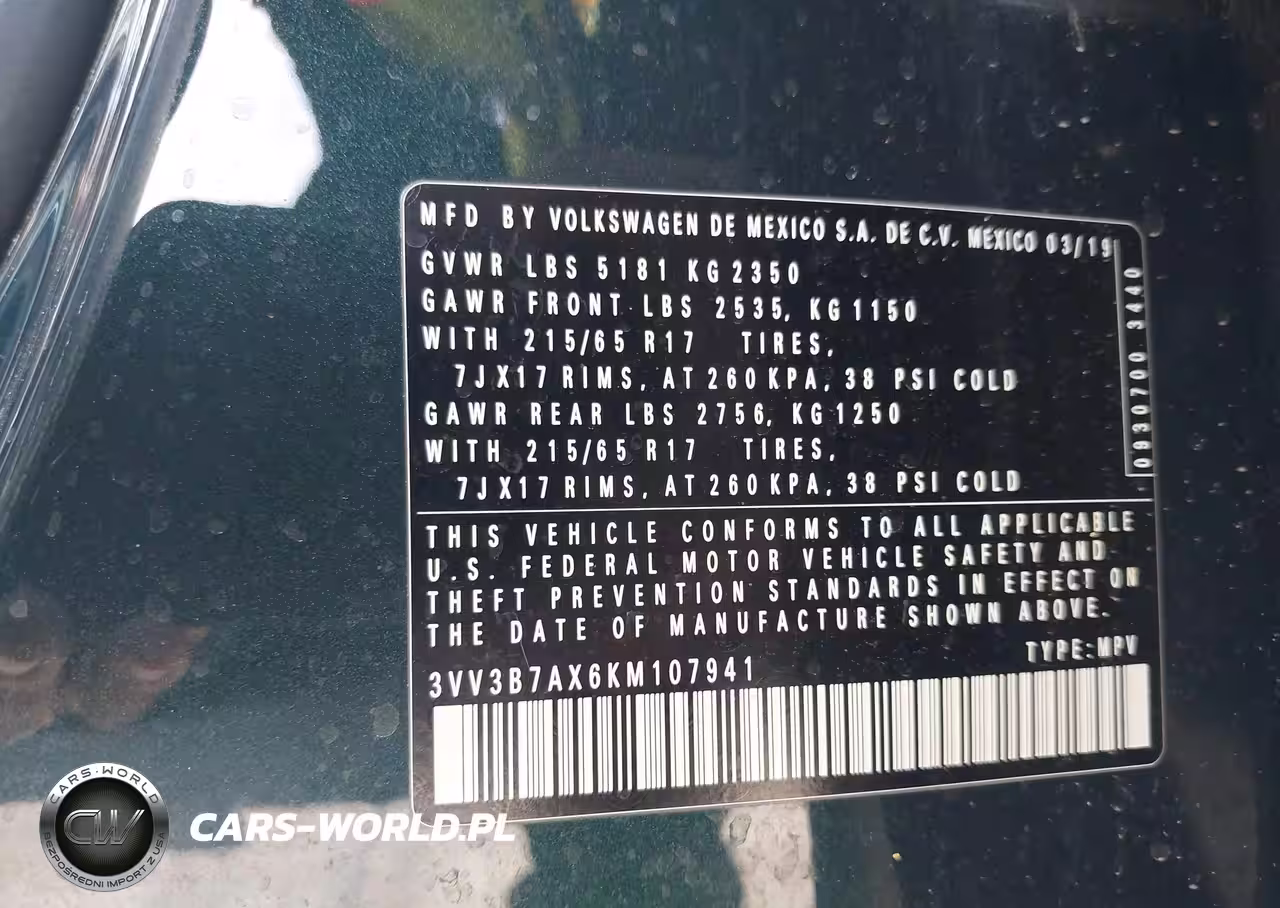 MFD BY VOLKSWAGEN DE MEXICO S.A. DE C.V. MEXICO 03/19
GVWR LBS 5181 KG 2350
GAWR FRONT LBS 2535, KG 1150
WITH 215/65 R17 TIRES,
7JX17 RIMS, AT 260 KPA, 38 PSI COLD
GAWR REAR LBS 2756, KG 1250
WITH 215/65 R17 TIRES,
7JX17 RIMS, AT 260 KPA, 38 PSI COLD
0930700 3440
THIS VEHICLE CONFORMS TO ALL APPLICABLE
U.S. FEDERAL MOTOR VEHICLE SAFETY AND
THEFT PREVENTION STANDARDS IN EFFECT ON
THE DATE OF MANUFACTURE SHOWN ABOVE.
TYPE:MPV
3VV3B7AX6KM107941
CARS-WORLD
CW
BEZPOŚREDNI IMPORT Z USA
CARS-WORLD.PL